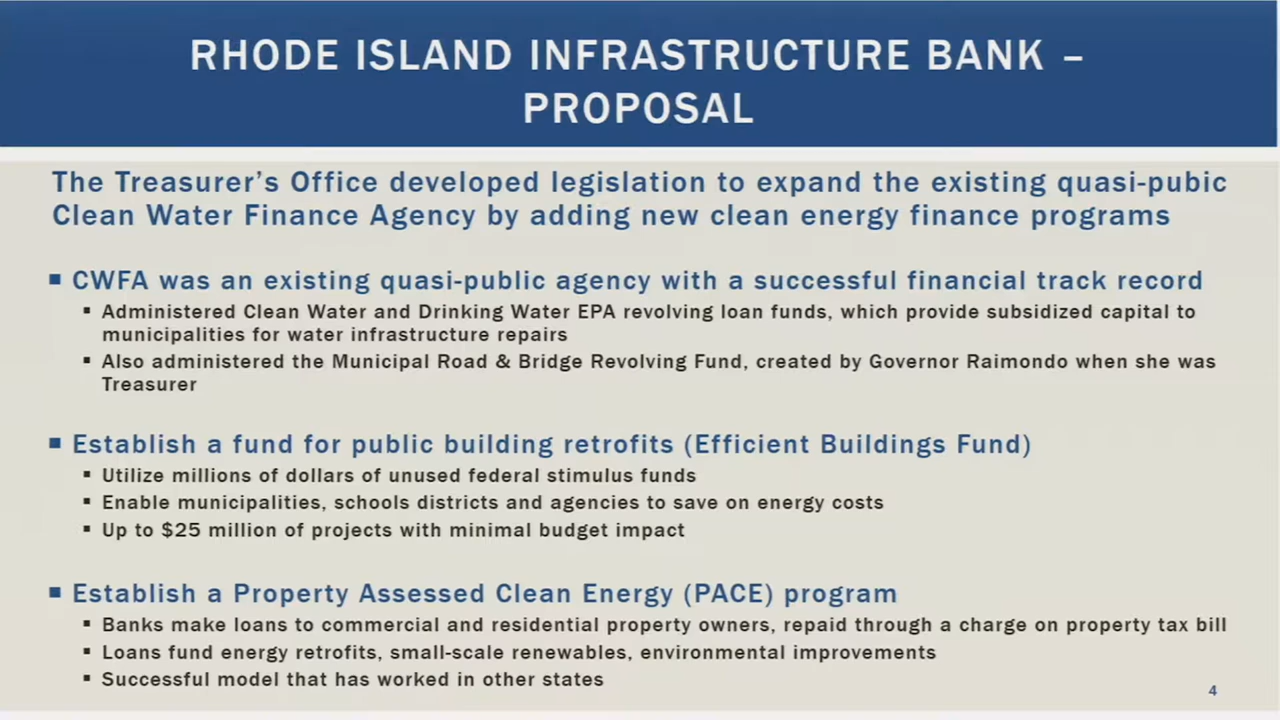 RHODE ISLAND INFRASTRUCTURE BANK –
PROPOSAL
The Treasurer's Office developed legislation to expand the existing quasi-pubic
Clean Water Finance Agency by adding new clean energy finance programs
▪ CWFA was an existing quasi-public agency with a successful financial track record
▪ Administered Clean Water and Drinking Water EPA revolving loan funds, which provide subsidized capital to
municipalities for water infrastructure repairs
▪ Also administered the Municipal Road & Bridge Revolving Fund, created by Governor Raimondo when she was
Treasurer
▪ Establish a fund for public building retrofits (Efficient Buildings Fund)
▪ Utilize millions of dollars of unused federal stimulus funds
▪ Enable municipalities, schools districts and agencies to save on energy costs
▪ Up to $25 million of projects with minimal budget impact
▪ Establish a Property Assessed Clean Energy (PACE) program
▪ Banks make loans to commercial and residential property owners, repaid through a charge on property tax bill
▪ Loans fund energy retrofits, small-scale renewables, environmental improvements
▪ Successful model that has worked in other states
4